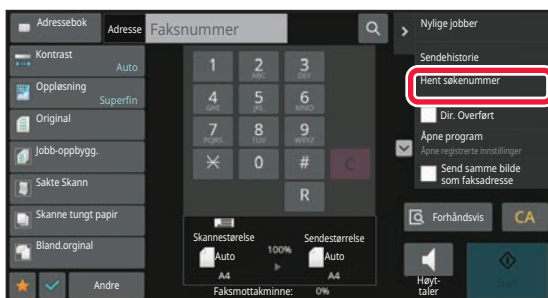 Adressebok
Adresse
Faksnummer
Kontrast
Auto
Oppløsning
Superfin
Original
Jobb-oppbygg.
Sakte Skann
Skanne tungt papir
Bland.orginal
Andre
1 2 3
ABC DEF
4 5 6
GHI JKL MNO
7 8 9
PQRS TUV WXYZ
0 # C
R
Skannestørelse
Auto
A4
100%
Sendestørrelse
Auto
A4
Faksmottakminne: 0%
Nylige jobber
Sendehistorie
Hent søkenummer
Dir. Overført
Åpne program
Åpne registrerte innstillinger
Send samme bilde
som faksadresse
Forhåndsvis
CA
Høyt-
taler
Start